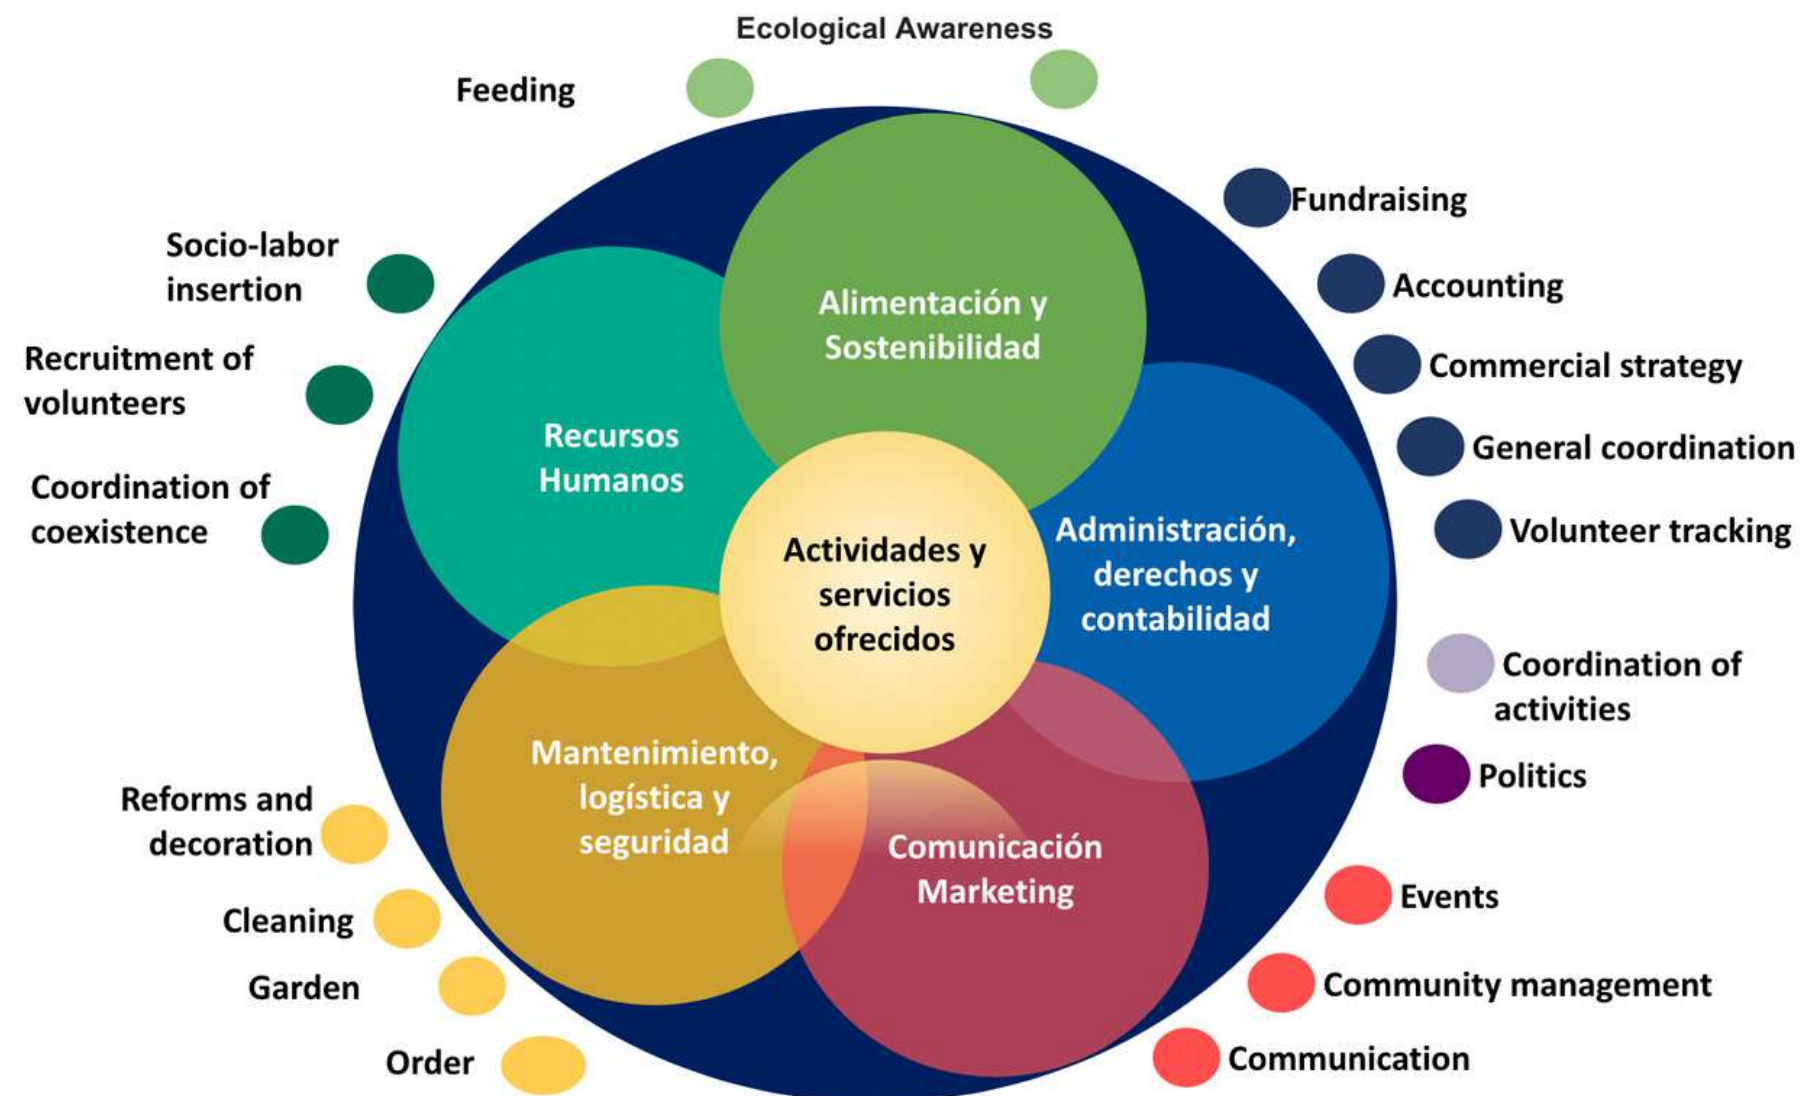 Ecological Awareness
Feeding
Fundraising
Socio-labor
insertion
Accounting
Alimentación y
Sostenibilidad
Recruitment of
volunteers
Commercial strategy
Recursos
Humanos
General coordination
Coordination of
coexistence
Administración,
derechos y
contabilidad
Volunteer tracking
Actividades y
servicios
ofrecidos
Coordination of
activities
Mantenimiento,
logística y
seguridad
Politics
Reforms and
decoration
Comunicación
Marketing
Events
Cleaning
Garden
Community management
Order
Communication